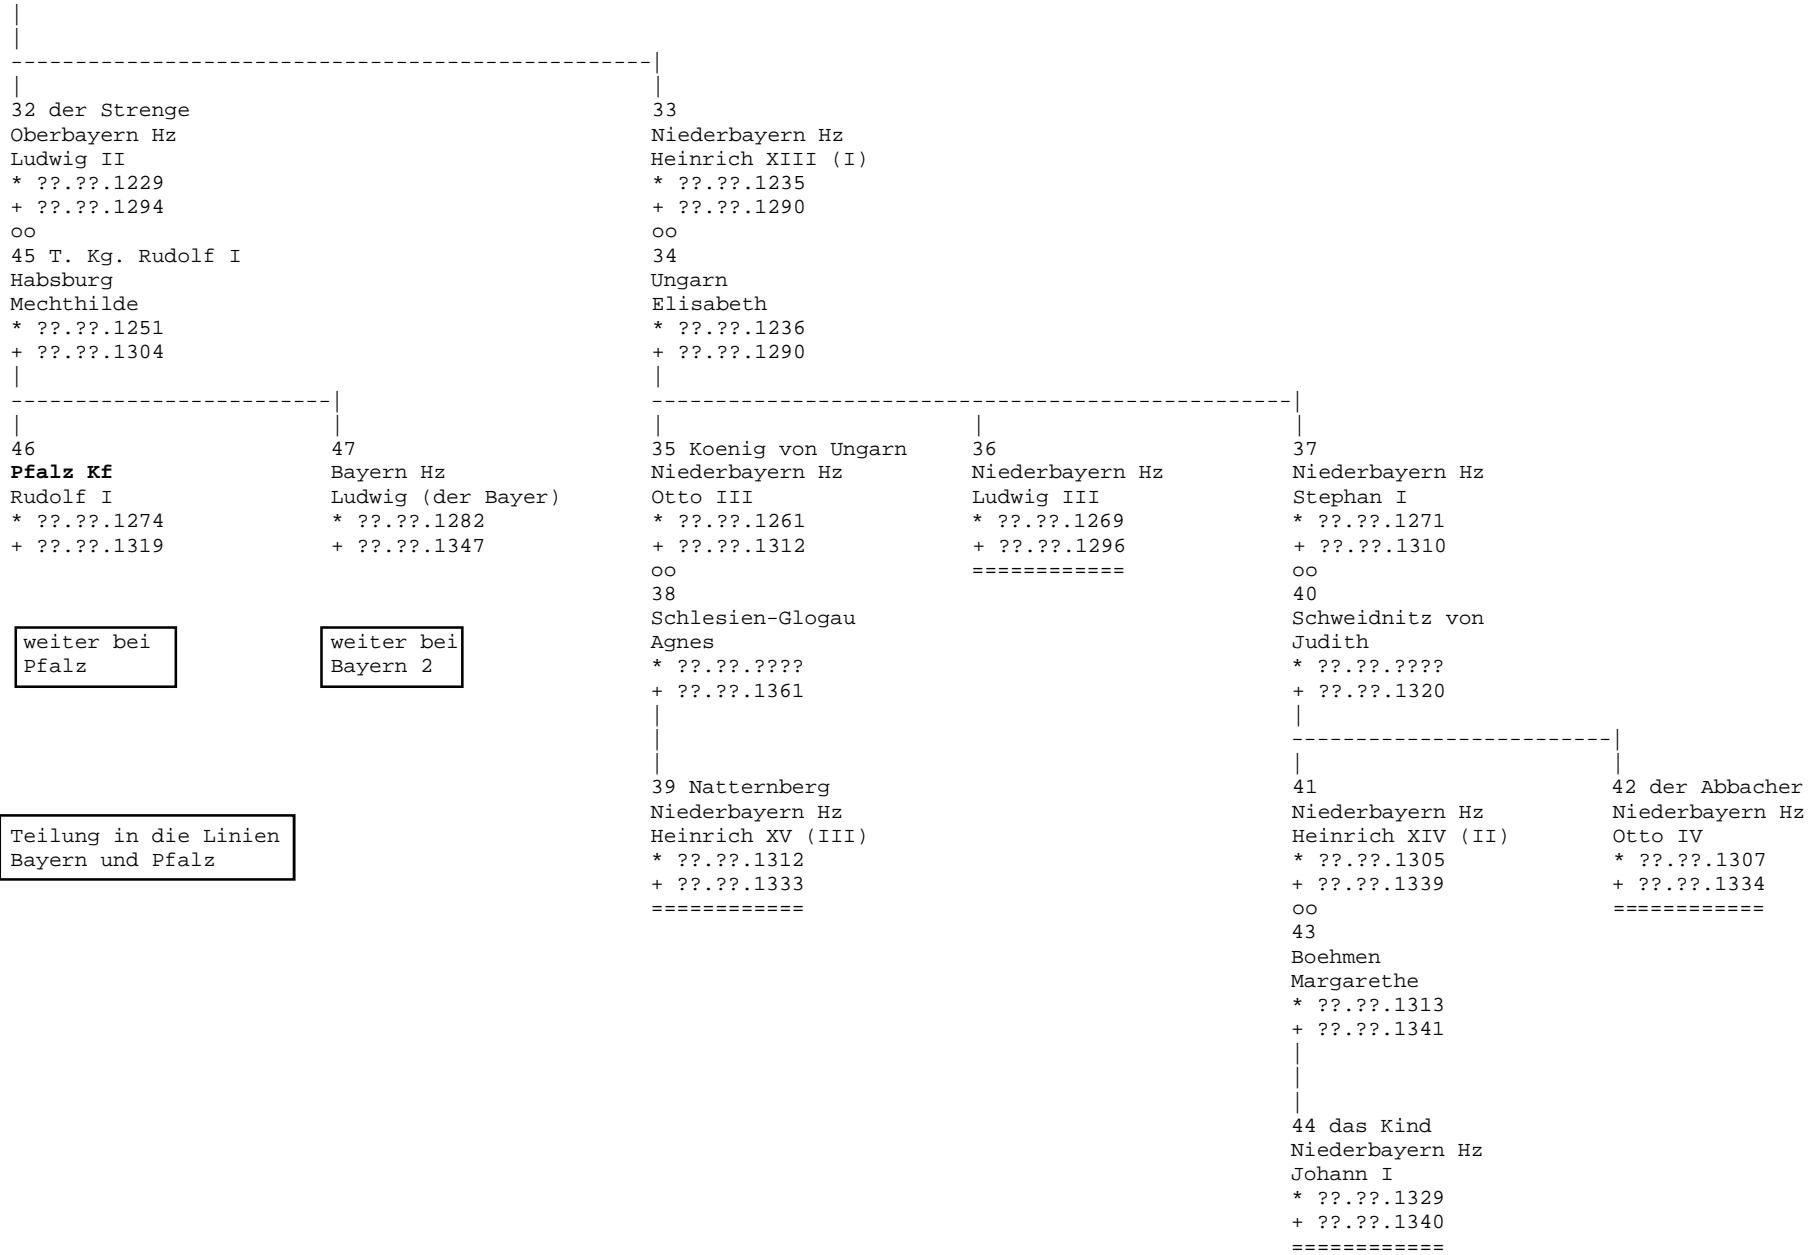 32 der Strenge
Oberbayern Hz
Ludwig II
* ??.??.1229
+ ??.??.1294
oo
45 T. Kg. Rudolf I
Habsburg
Mechthilde
* ??.??.1251
+ ??.??.1304
33
Niederbayern Hz
Heinrich XIII (I)
* ??.??.1235
+ ??.??.1290
oo
34
Ungarn
Elisabeth
* ??.??.1236
+ ??.??.1290
46
Pfalz Kf
Rudolf I
* ??.??.1274
+ ??.??.1319
weiter bei
Pfalz
47
Bayern Hz
Ludwig (der Bayer)
* ??.??.1282
+ ??.??.1347
weiter bei
Bayern 2
Teilung in die Linien
Bayern und Pfalz
35 Koenig von Ungarn
Niederbayern Hz
Otto III
* ??.??.1261
+ ??.??.1312
oo
38
Schlesien-Glogau
Agnes
* ??.??.????
+ ??.??.1361
39 Natternberg
Niederbayern Hz
Heinrich XV (III)
* ??.??.1312
+ ??.??.1333
============
36
Niederbayern Hz
Ludwig III
* ??.??.1269
+ ??.??.1296
============
37
Niederbayern Hz
Stephan I
* ??.??.1271
+ ??.??.1310
oo
40
Schweidnitz von
Judith
* ??.??.????
+ ??.??.1320
41
Niederbayern Hz
Heinrich XIV (II)
* ??.??.1305
+ ??.??.1339
oo
43
Boehmen
Margarethe
* ??.??.1313
+ ??.??.1341
44 das Kind
Niederbayern Hz
Johann I
* ??.??.1329
+ ??.??.1340
============
42 der Abbacher
Niederbayern Hz
Otto IV
* ??.??.1307
+ ??.??.1334
============